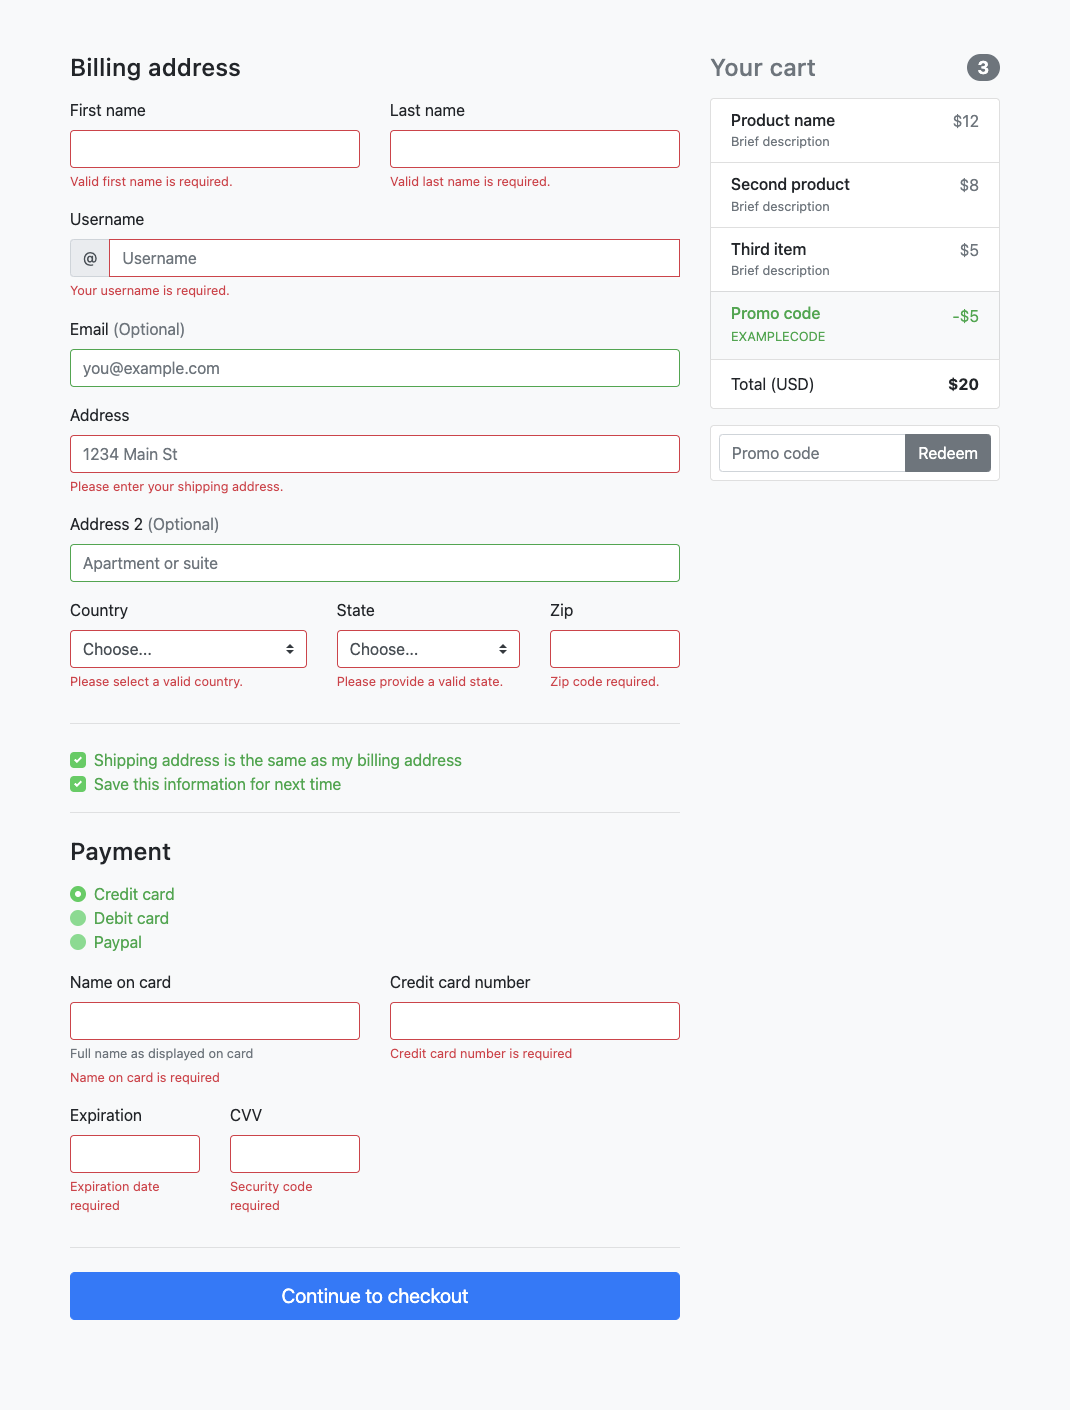 Billing address
First name
Last name
Valid first name is required.
Valid last name is required.
Username
@
Username
Your username is required.
Email (Optional)
you@example.com
Address
1234 Main St
Please enter your shipping address.
Address 2 (Optional)
Apartment or suite
Country
State
Zip
Choose...
Choose...
Please select a valid country.
Please provide a valid state.
Zip code required.
Shipping address is the same as my billing address
Save this information for next time
Payment
Credit card
Debit card
Paypal
Name on card
Credit card number
Full name as displayed on card
Credit card number is required
Name on card is required
Expiration
CVV
Expiration date
required
Security code
required
Continue to checkout
Your cart
3
Product name
$12
Brief description
Second product
$8
Brief description
Third item
$5
Brief description
Promo code
-$5
EXAMPLECODE
Total (USD)
$20
Promo code
Redeem